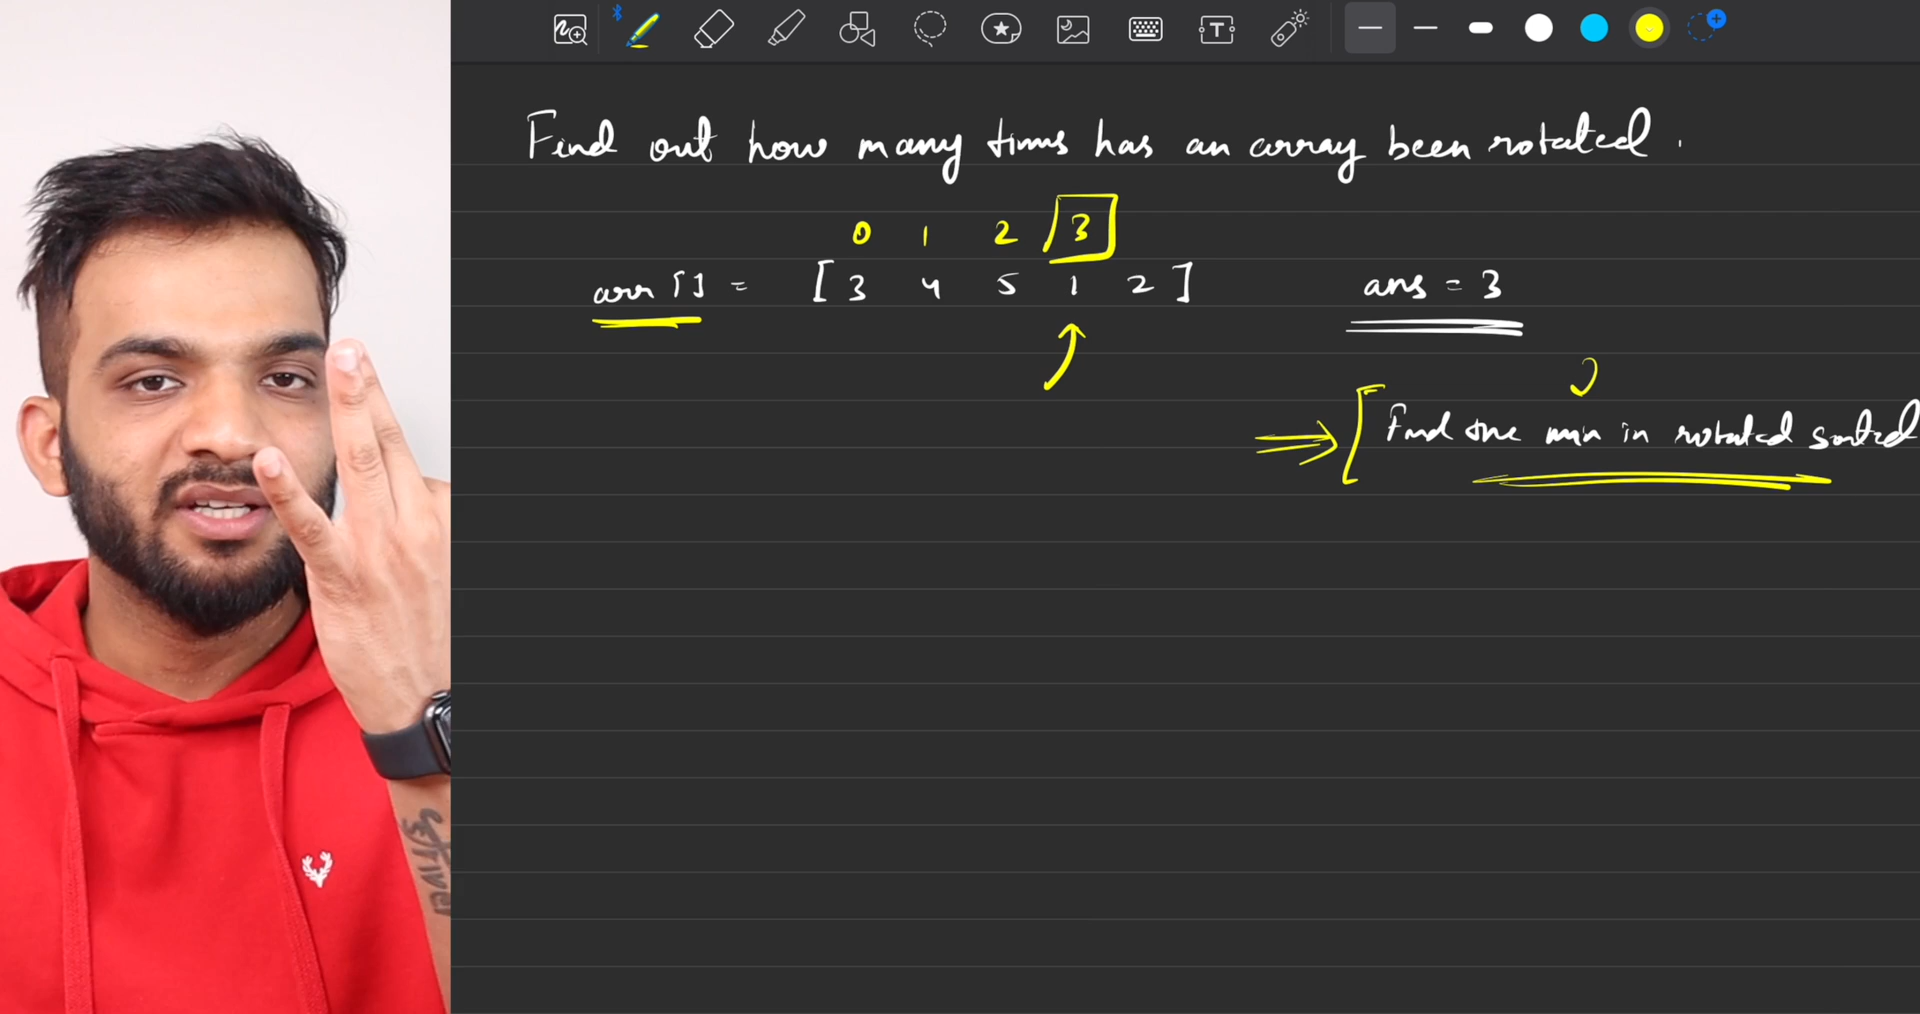 Find out how many times has an array been rotated.
0 1 2 3
arr[] = [3 4 5 1 2] ans = 3
Find the min in rotated sorted